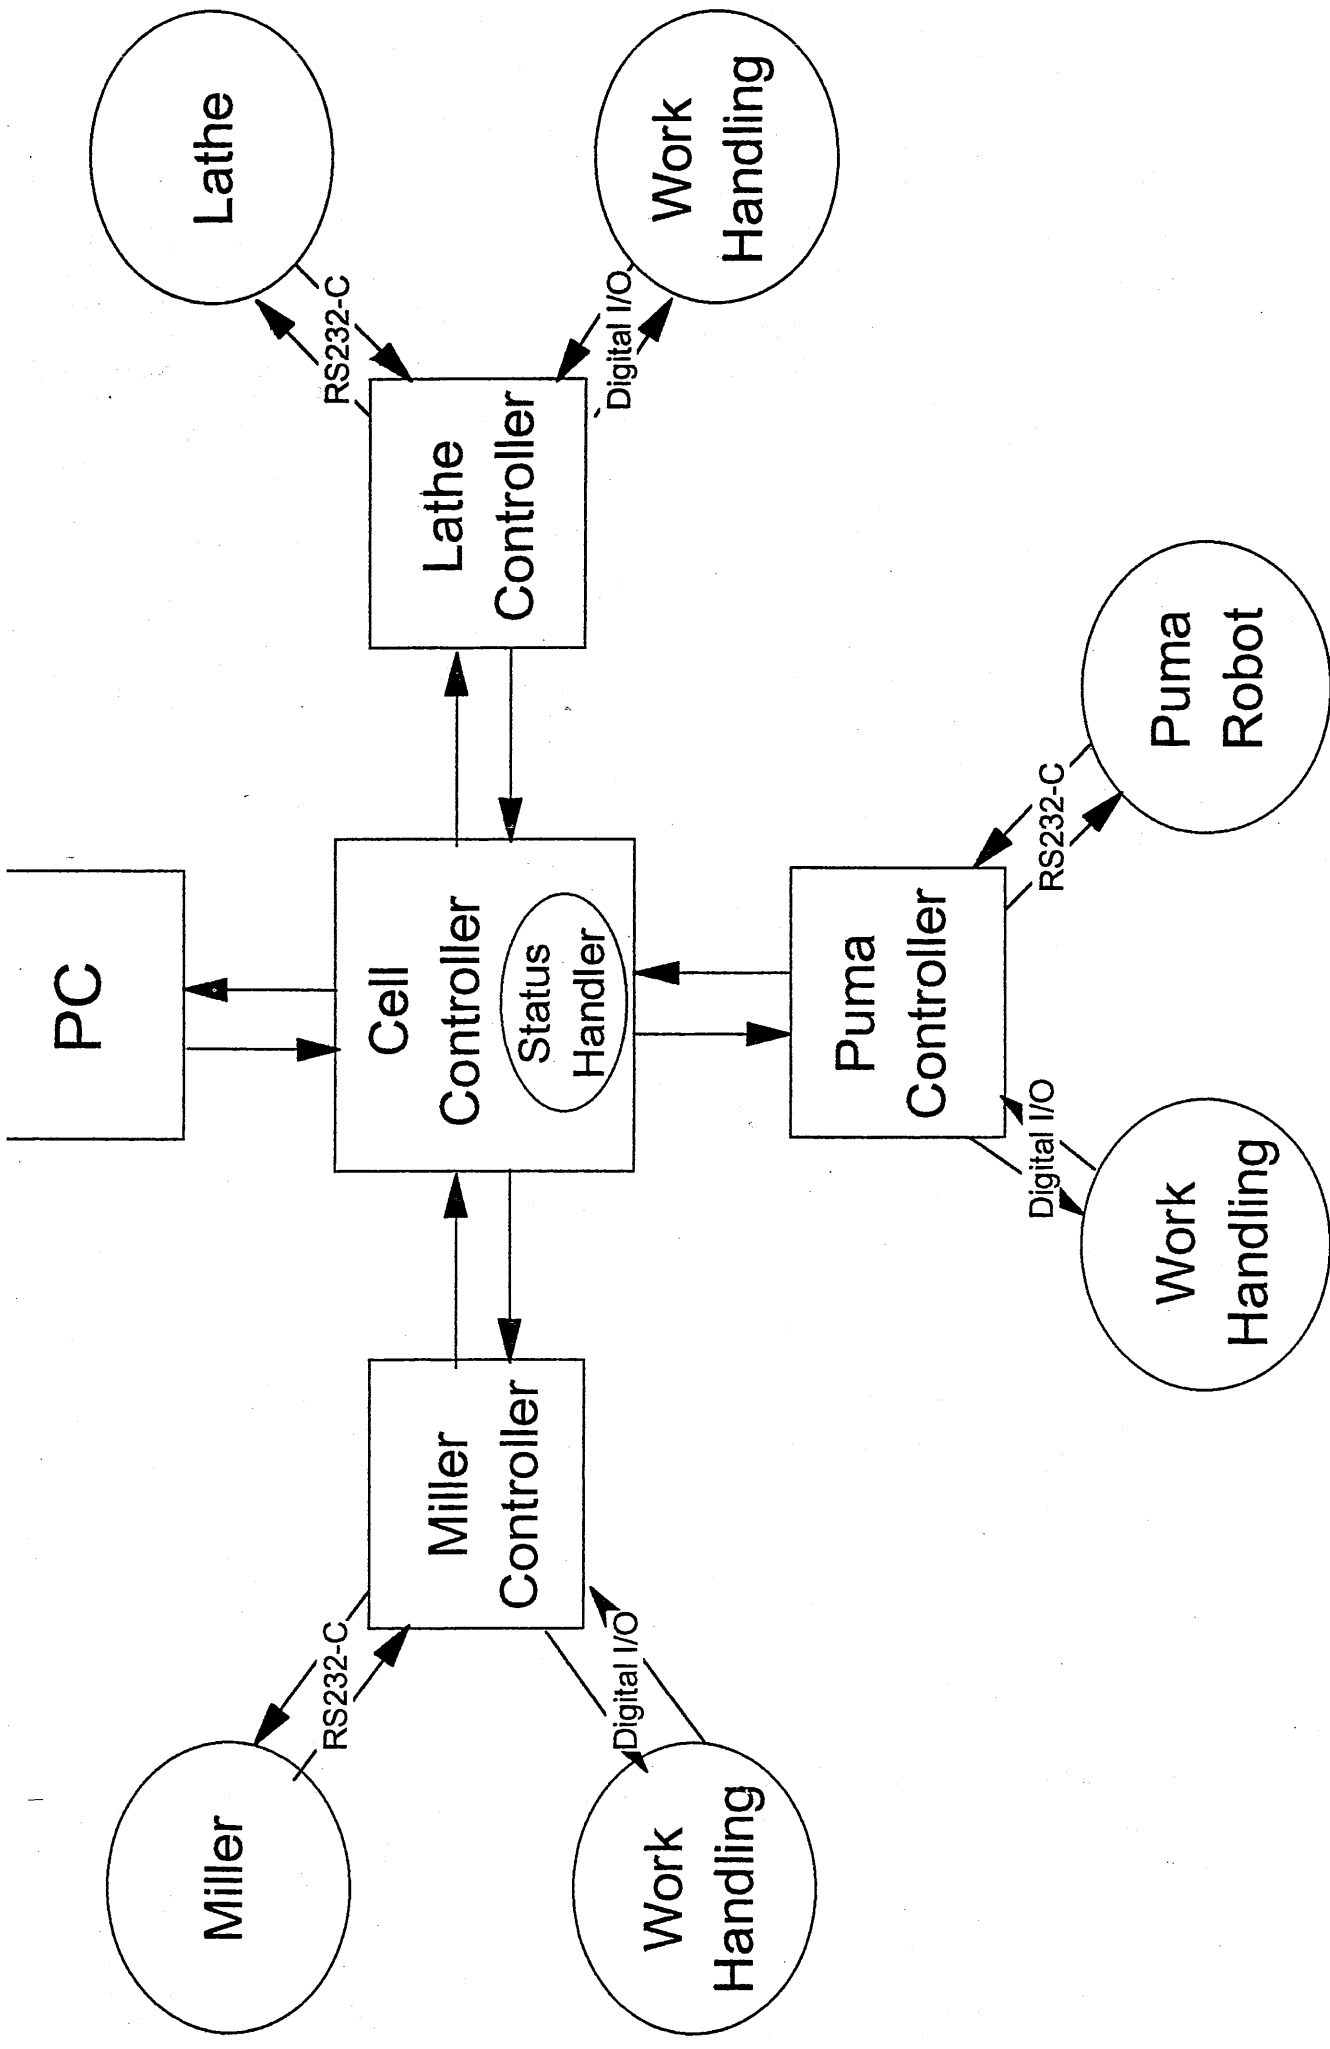 PC
Miller
RS232-C
Miller
Controller
Cell
Controller
Status
Handler
Lathe
Controller
RS232-C
Lathe
Work
Handling
Digital I/O
Digital I/O
Work
Handling
Puma
Controller
Digital I/O
RS232-C
Work
Handling
Puma
Robot